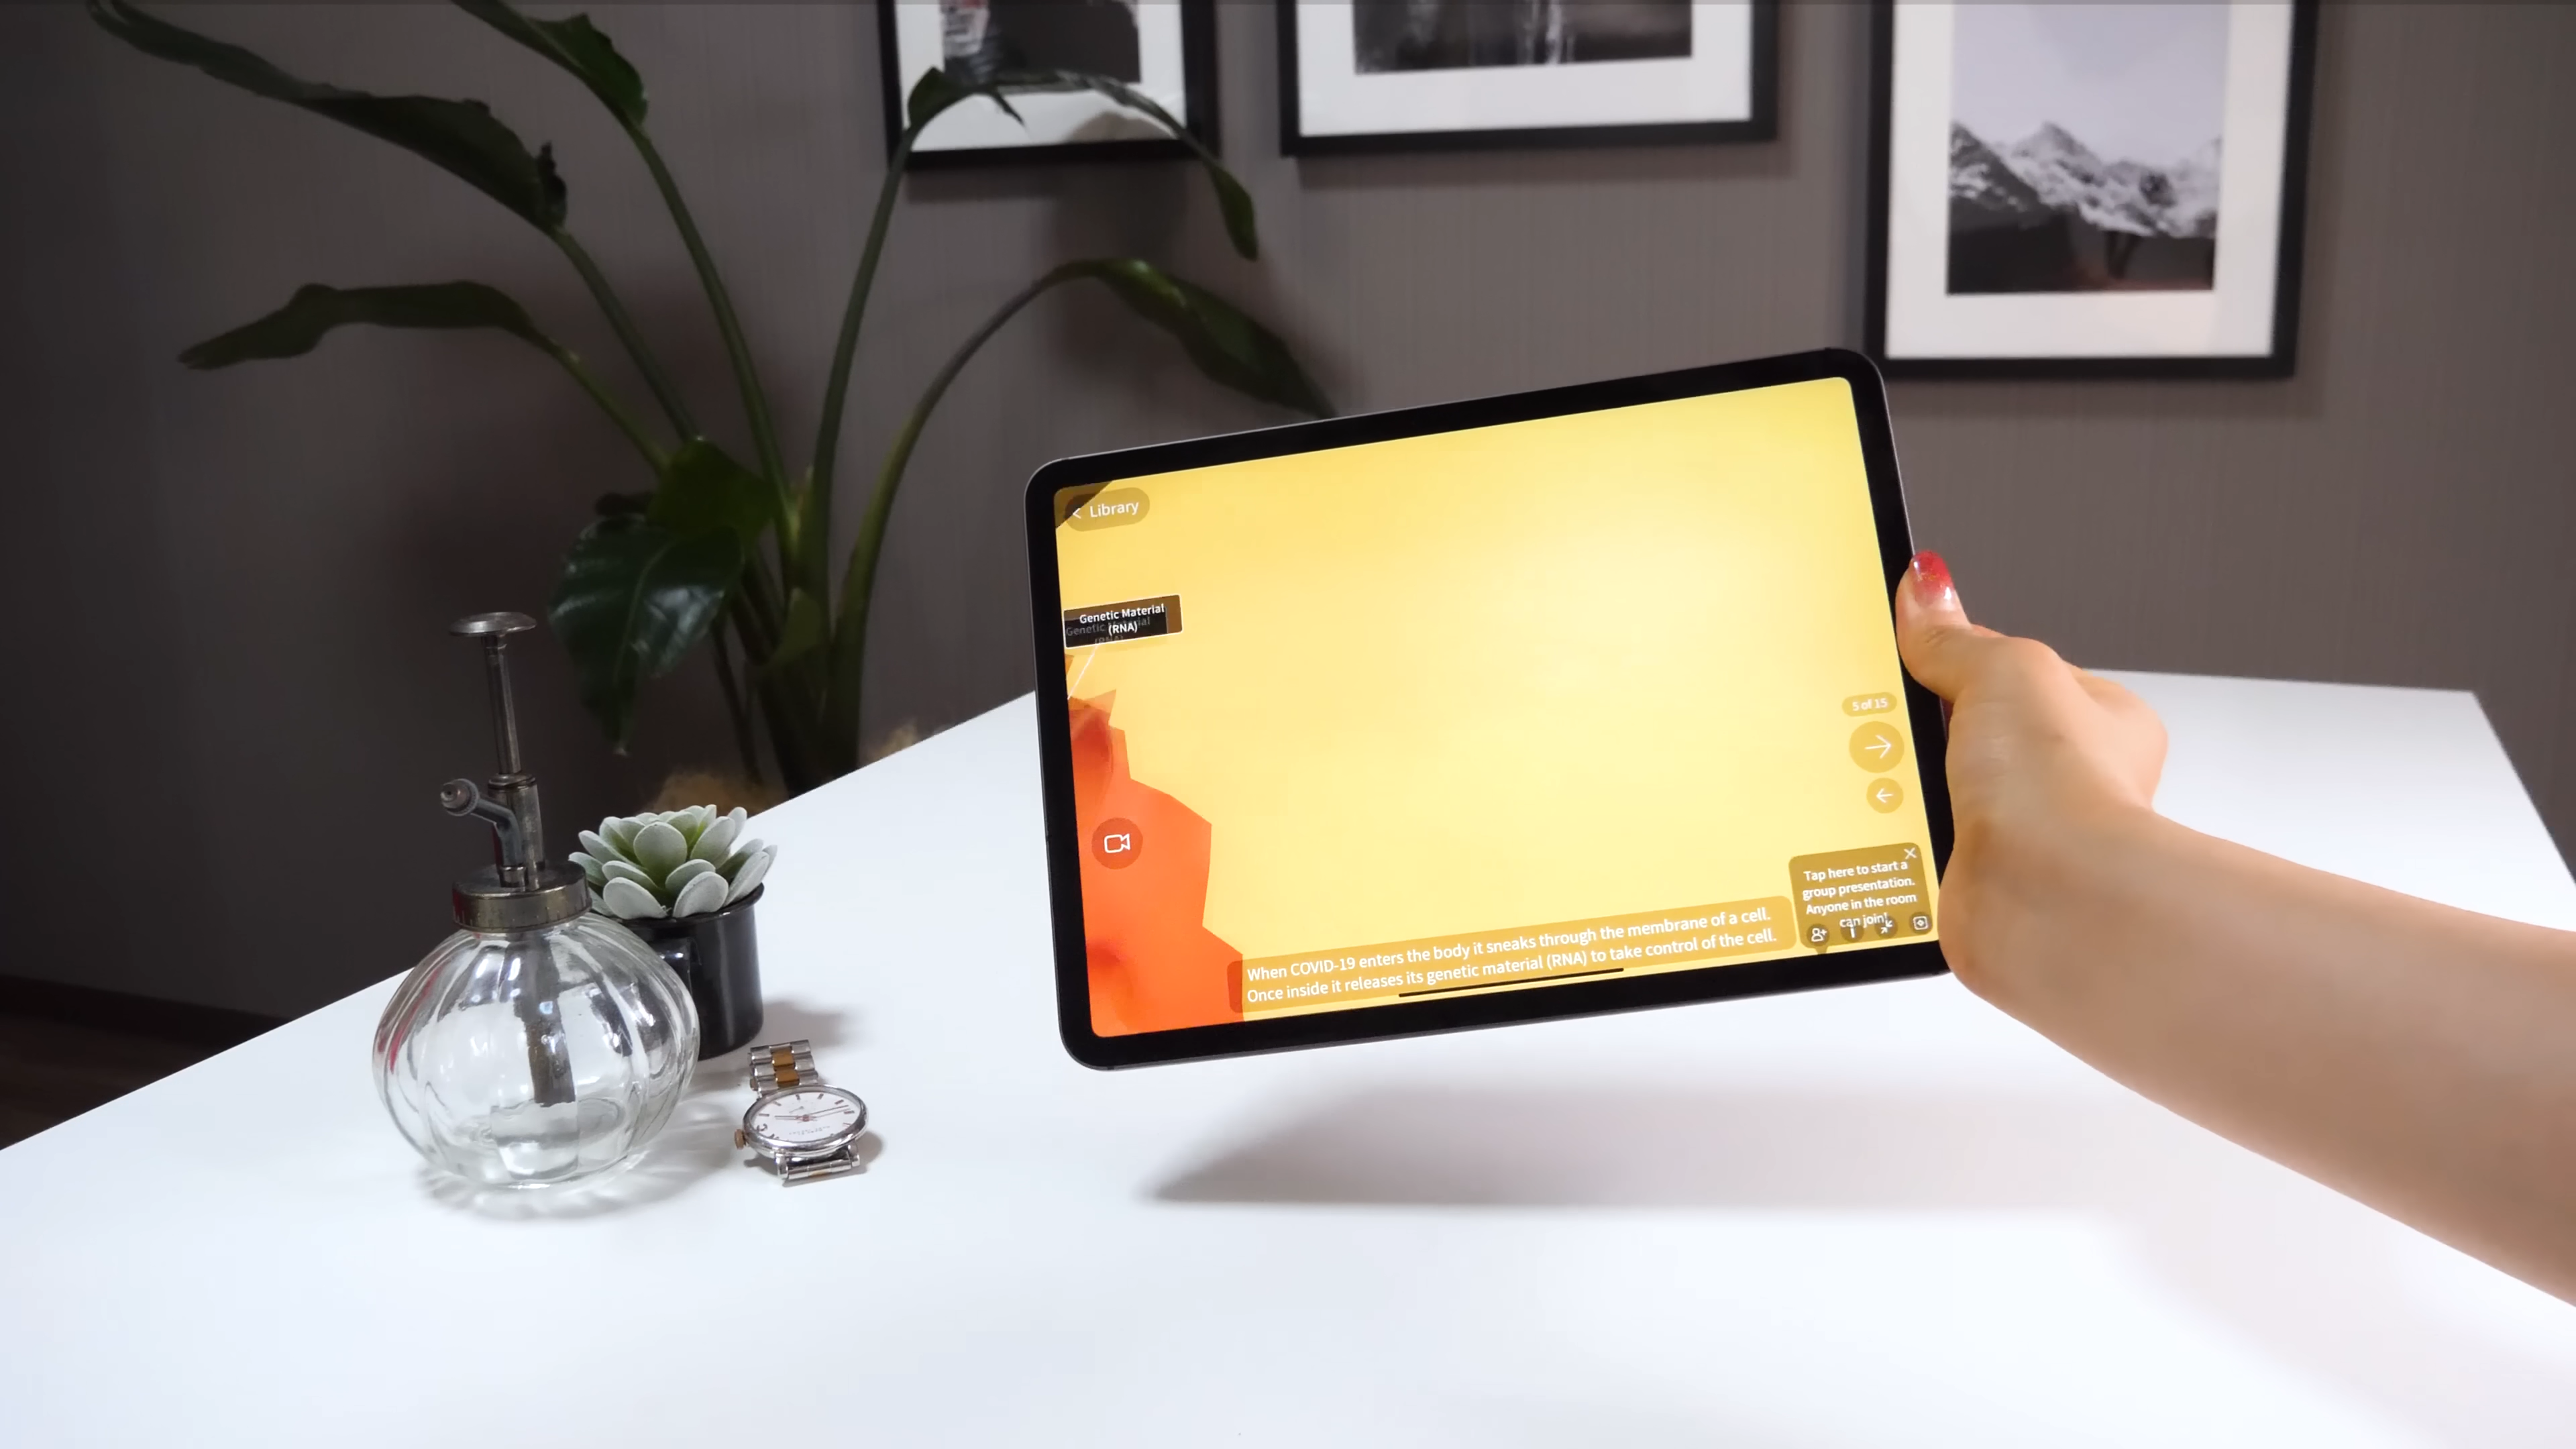 Library
Genetic Material
(RNA)
5 of 15
Tap here to start a
group presentation.
Anyone in the room
can join!
When COVID-19 enters the body it sneaks through the membrane of a cell.
Once inside it releases its genetic material (RNA) to take control of the cell.